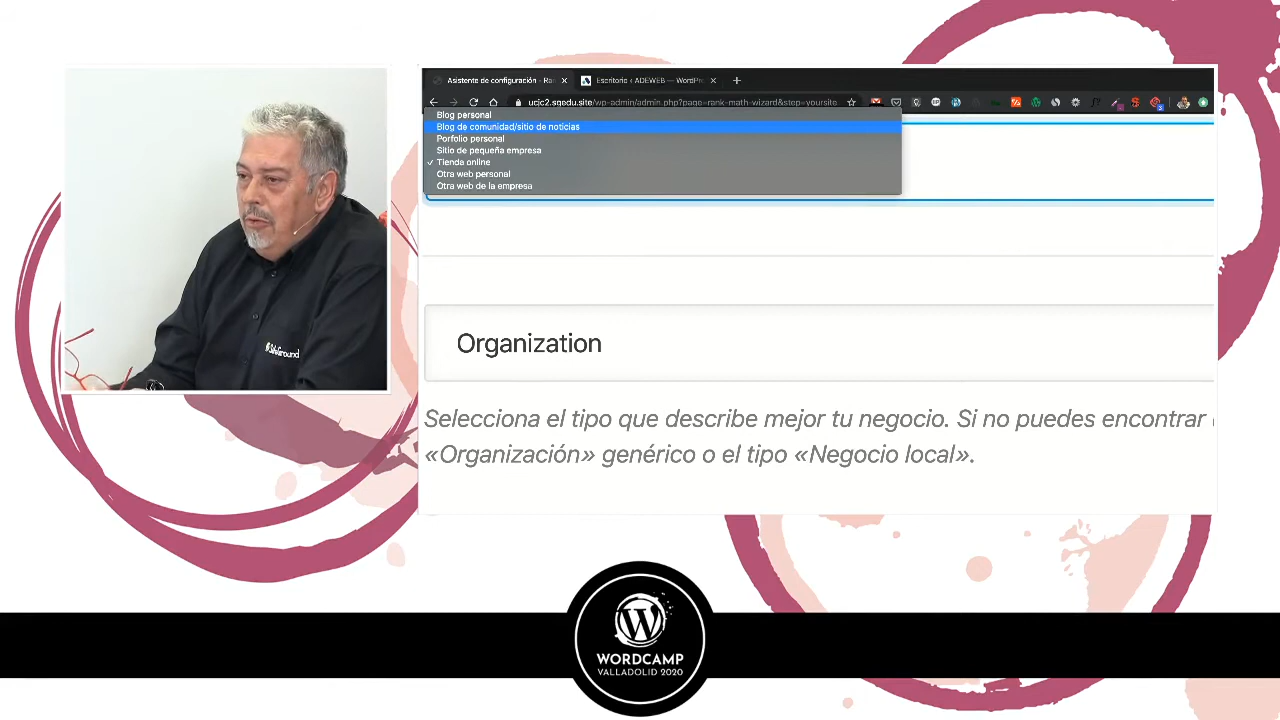 Asistente de configuración - Ra
Escritorio ‹ ADEWEB — WordPre
ucjc2.sgedu.site/wp-admin/admin.php?page=rank-math-wizard&step=yoursite
Blog personal
Blog de comunidad/sitio de noticias
Porfolio personal
Sitio de pequeña empresa
✓ Tienda online
Otra web personal
Otra web de la empresa
Organization
Selecciona el tipo que describe mejor tu negocio. Si no puedes encontrar
«Organización» genérico o el tipo «Negocio local».
SiteGround
WORDCAMP
VALLADOLID 2020